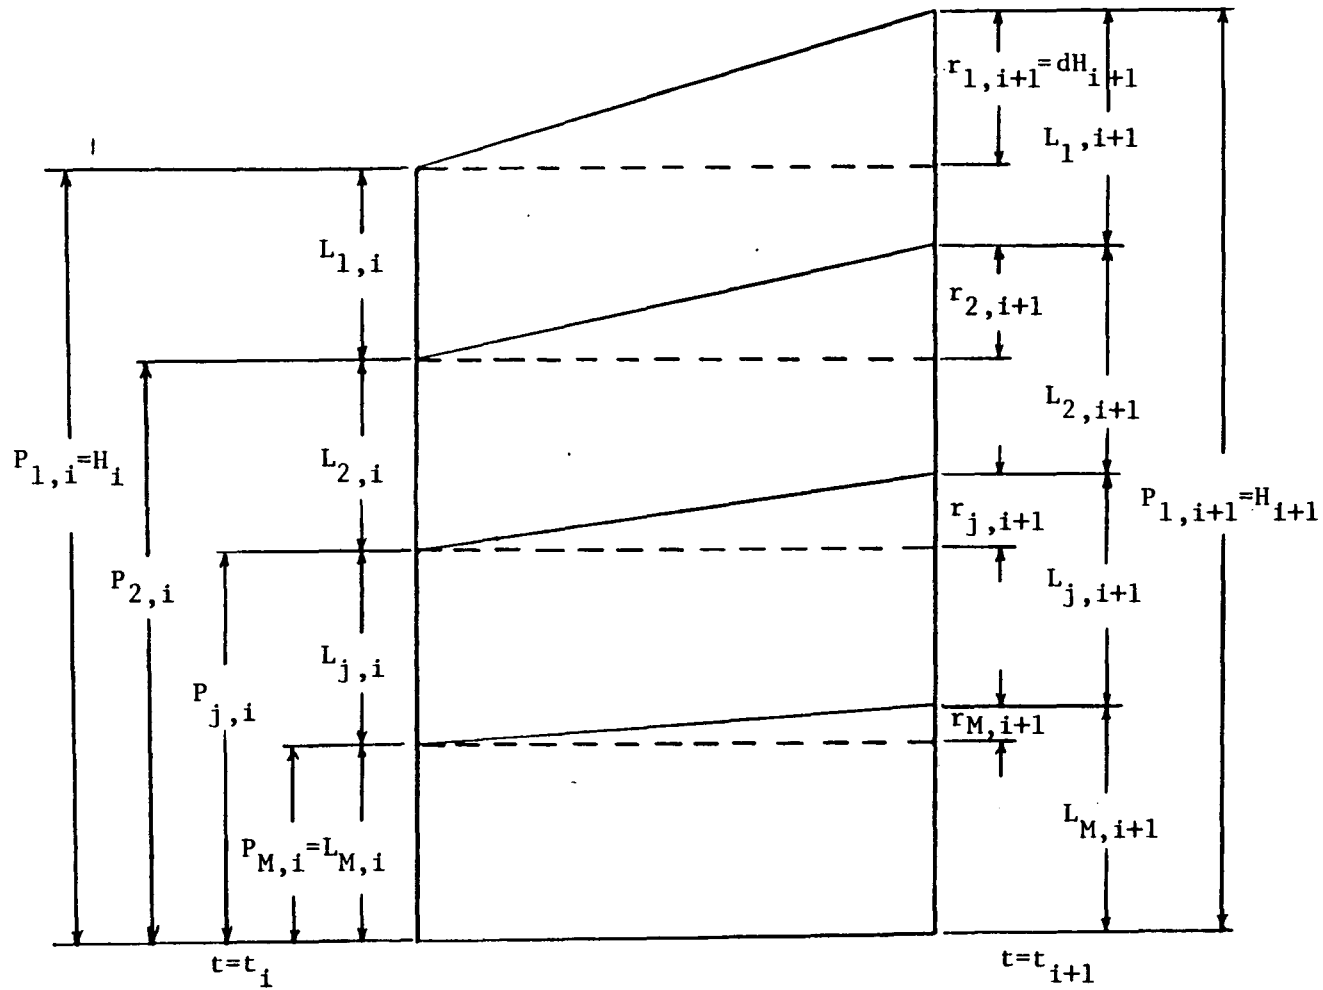 r1,i+1=dHi+1
L1,i+1
L1,i
r2,i+1
L2,i+1
P1,i=Hi
L2,i
P1,i+1=Hi+1
rj,i+1
P2,i
Lj,i+1
Lj,i
Pj,i
rM,i+1
LM,i+1
PM,i=LM,i
t=ti
t=ti+1